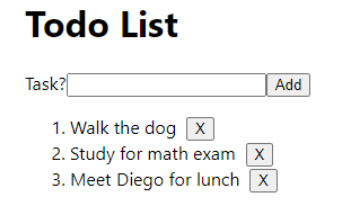 Todo List
Task? Add
1. Walk the dog X
2. Study for math exam X
3. Meet Diego for lunch X